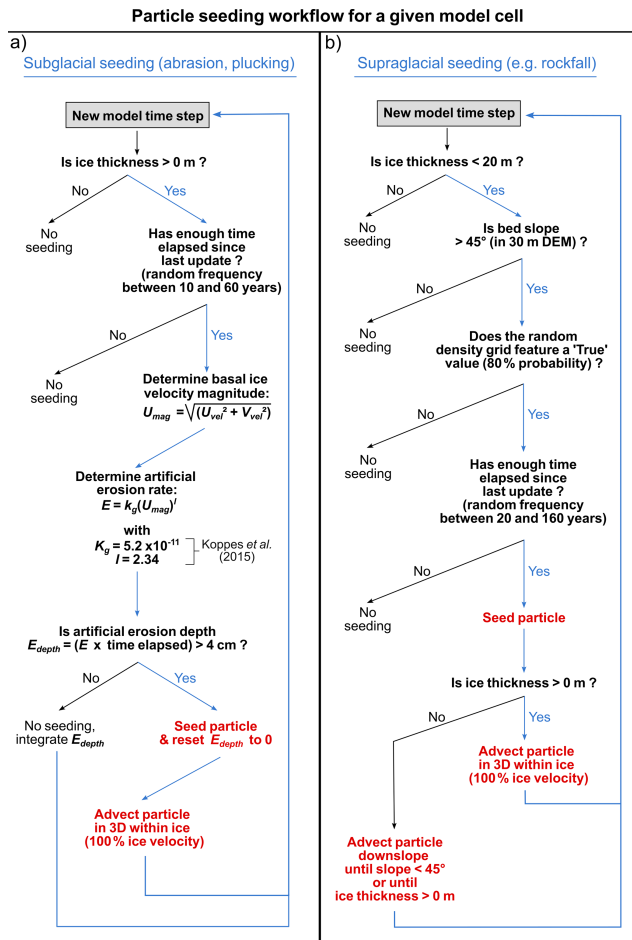 Particle seeding workflow for a given model cell
a)
Subglacial seeding (abrasion, plucking)
New model time step
Is ice thickness > 0 m ?
No
Yes
No
seeding
Has enough time
elapsed since
last update ?
(random frequency
between 10 and 60 years)
No
Yes
No
seeding
Determine basal ice
velocity magnitude:
U_mag = √(U_vel² + V_vel²)
Determine artificial
erosion rate:
E = k_g(U_mag)^l
with
K_g = 5.2 x10⁻¹¹
l = 2.34
Koppes et al.
(2015)
Is artificial erosion depth
E_depth = (E x time elapsed) > 4 cm ?
No
Yes
No seeding,
integrate E_depth
Seed particle
& reset E_depth to 0
Advect particle
in 3D within ice
(100% ice velocity)
b)
Supraglacial seeding (e.g. rockfall)
New model time step
Is ice thickness < 20 m ?
No
Yes
No
seeding
Is bed slope
> 45° (in 30 m DEM) ?
No
Yes
No
seeding
Does the random
density grid feature a 'True'
value (80% probability) ?
No
Yes
No
seeding
Has enough time
elapsed since
last update ?
(random frequency
between 20 and 160 years)
No
Yes
No
seeding
Seed particle
Is ice thickness > 0 m ?
No
Yes
Advect particle
in 3D within ice
(100% ice velocity)
Advect particle
downslope
until slope < 45°
or until
ice thickness > 0 m